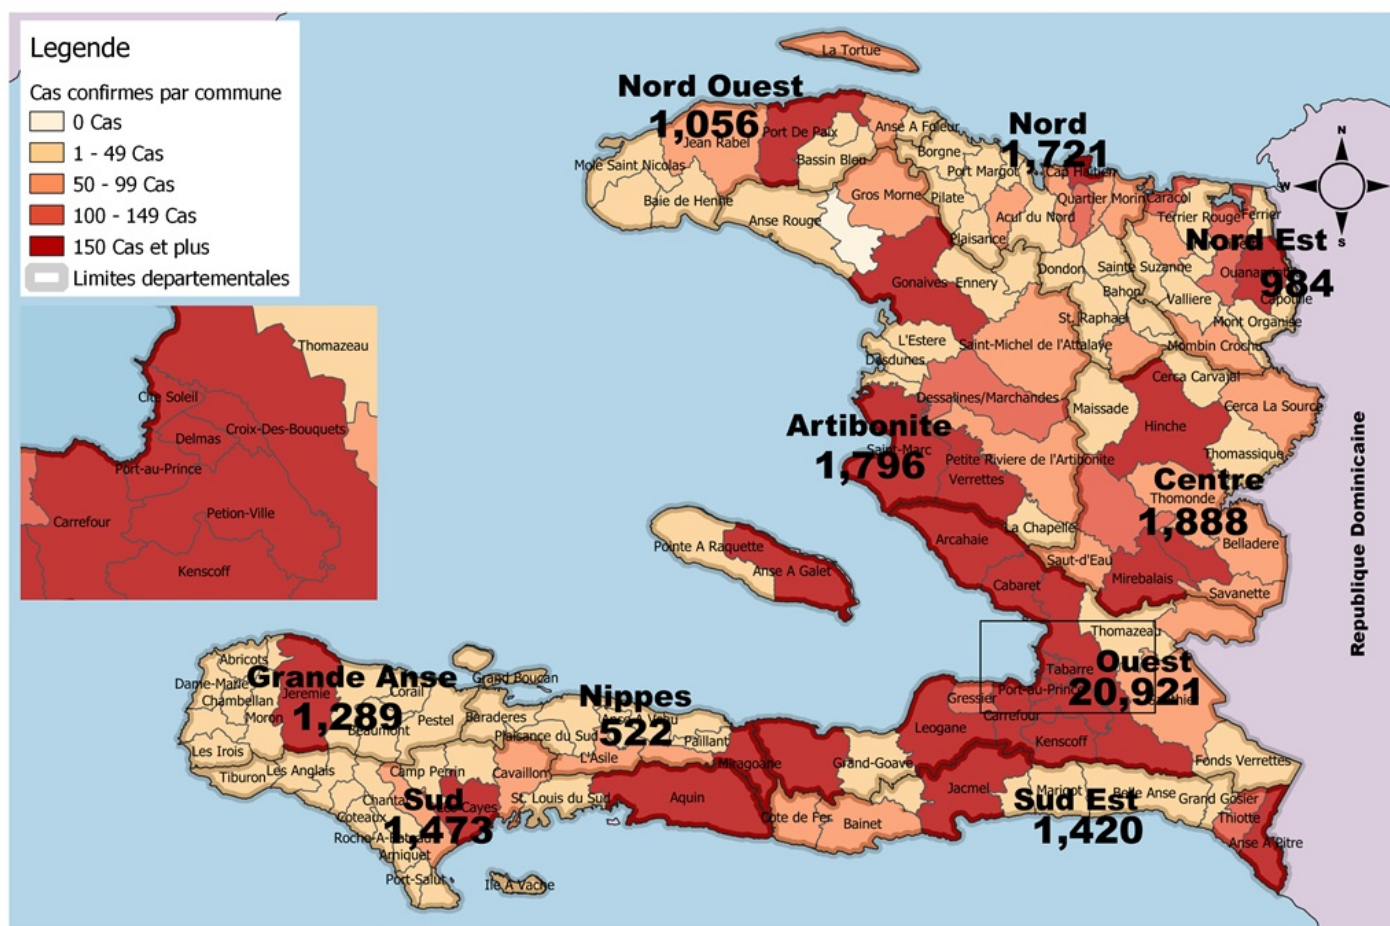 Legende
Cas confirmes par commune
0 Cas
1 - 49 Cas
50 - 99 Cas
100 - 149 Cas
150 Cas et plus
Limites departementales
Thomazeau
Cite Soleil
Croix-Des-Bouquets
Delmas
Port-au-Prince
Petion-Ville
Carrefour
Kenscoff
La Tortue
Nord Ouest
1,056
Port De Paix
Jean Rabel
Anse A Foleur
Mole Saint Nicolas
Bassin Bleu
Baie de Henne
Anse Rouge
Gros Morne
Nord
1,721
Borgne
Port Margot
Cap Haitien
Pilate
Quartier Morin
Caracol
Acul du Nord
Terrier Rouge
Ferrier
Plaisance
Nord Est
984
N
W
E
S
Gonaives
Ennery
Dondon
Sainte Suzanne
Bahon
Valliere
Capotille
St. Raphael
Mont Organise
L'Estere
Saint-Michel de l'Attalaye
Mombin Crochu
Desdunes
Cerca Carvajal
Dessalines/Marchandes
Maissade
Cerca La Source
Artibonite
1,796
Hinche
Saint-Marc
Petite Riviere de l'Artibonite
Thomassique
Verrettes
Centre
1,888
Thomonde
La Chapelle
Arcahaie
Belladere
Saut-d'Eau
Pointe A Raquette
Anse A Galet
Cabaret
Mirebalais
Savanette
Republique Dominicaine
Thomazeau
Ouest
20,921
Tabarre
Port-au-Prince
Gressier
Carrefour
Leogane
Kenscoff
Fonds Verrettes
Abricots
Grande Anse
1,289
Dame-Marie
Jeremie
Chambellan
Corail
Moron
Pestel
Beaumont
Les Irois
Grand Boucan
Nippes
522
Baraderes
Plaisance du Sud
Paillant
L'Asile
Miragoane
Grand-Goave
Tiburon
Les Anglais
Camp Perrin
Cavaillon
Sud
1,473
St. Louis du Sud
Aquin
Coteaux
Arniquet
Port-Salut
Ile A Vache
Cote de Fer
Bainet
Jacmel
Sud Est
1,420
Marigot
Belle Anse
Grand Gosier
Thiotte
Anse A Pitre